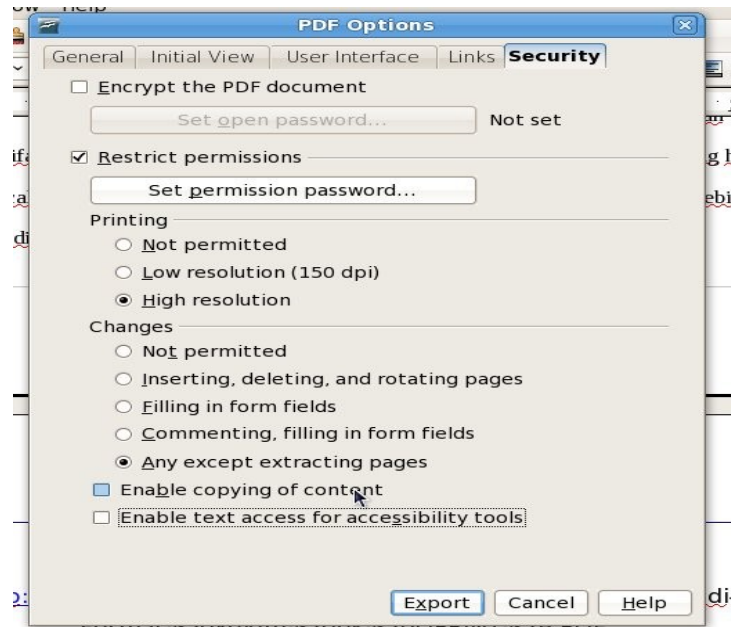 Help
PDF Options
General Initial View User Interface Links Security
Encrypt the PDF document
Set open password... Not set
Restrict permissions
Set permission password...
Printing
Not permitted
Low resolution (150 dpi)
High resolution
Changes
Not permitted
Inserting, deleting, and rotating pages
Filling in form fields
Commenting, filling in form fields
Any except extracting pages
Enable copying of content
Enable text access for accessibility tools
Export Cancel Help